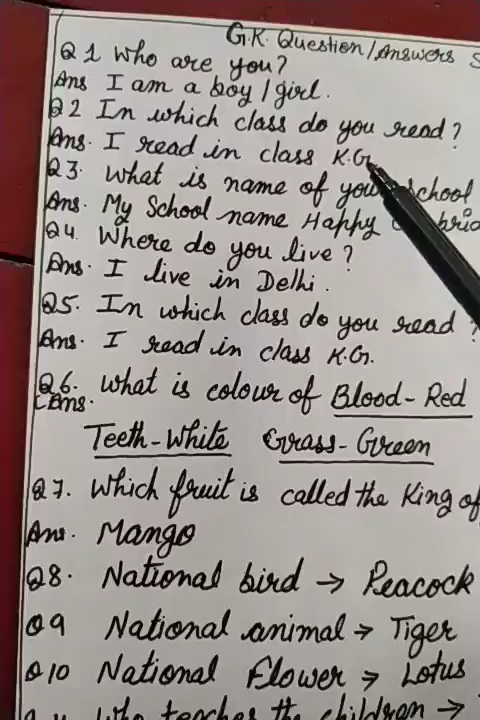 G.K. Question/Answers
Q1 Who are you?
Ans I am a boy/girl.
Q2 In which class do you read?
Ans. I read in class K.G.
Q3. What is name of your school
Ans. My School name Happy
Q4. Where do you live?
Ans. I live in Delhi.
Q5. In which class do you read?
Ans. I read in class K.G.
Q6. What is colour of Blood-Red
Ans.
Teeth-White Grass-Green
Q7. Which fruit is called the King of
Ans. Mango
Q8. National bird → Peacock
Q9 National animal → Tiger
Q10 National Flower → Lotus
Who teaches the children →